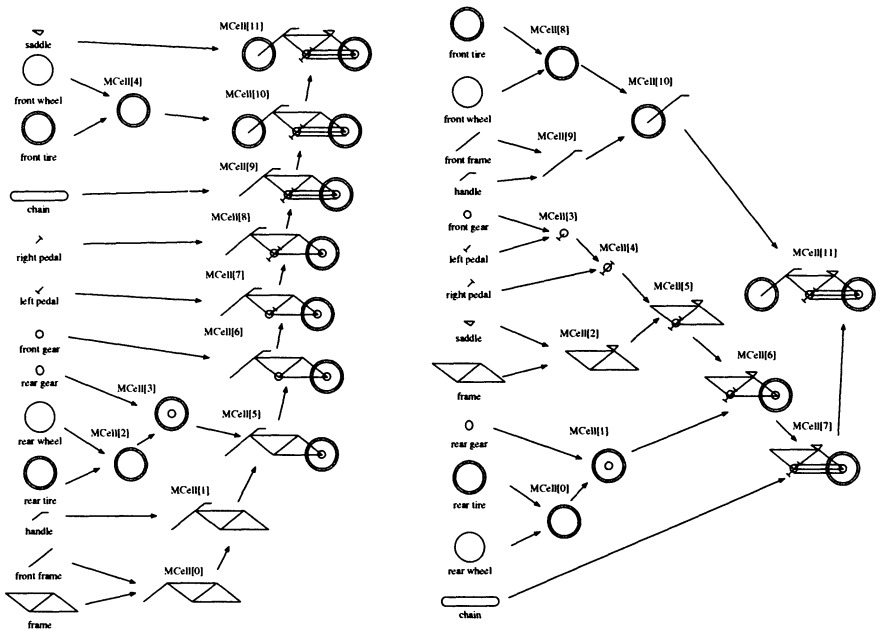 saddle
front wheel
front tire
chain
right pedal
left pedal
front gear
rear gear
rear wheel
rear tire
handle
front frame
frame
MCell[11]
MCell[4]
MCell[10]
MCell[9]
MCell[8]
MCell[7]
MCell[6]
MCell[3]
MCell[5]
MCell[2]
MCell[1]
MCell[0]
front tire
front wheel
front frame
handle
front gear
left pedal
right pedal
saddle
frame
rear gear
rear tire
rear wheel
chain
MCell[8]
MCell[10]
MCell[9]
MCell[3]
MCell[4]
MCell[11]
MCell[5]
MCell[2]
MCell[6]
MCell[7]
MCell[1]
MCell[0]